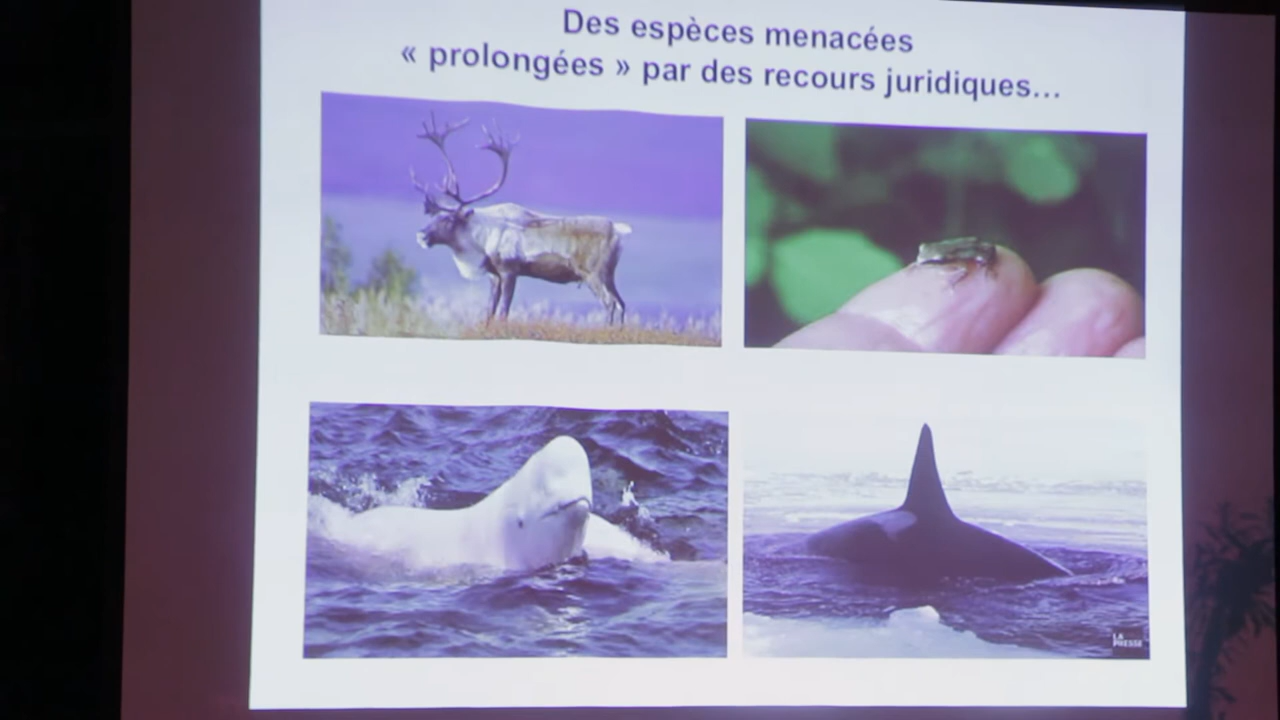 Des espèces menacées
« prolongées » par des recours juridiques...
LA
PRESSE